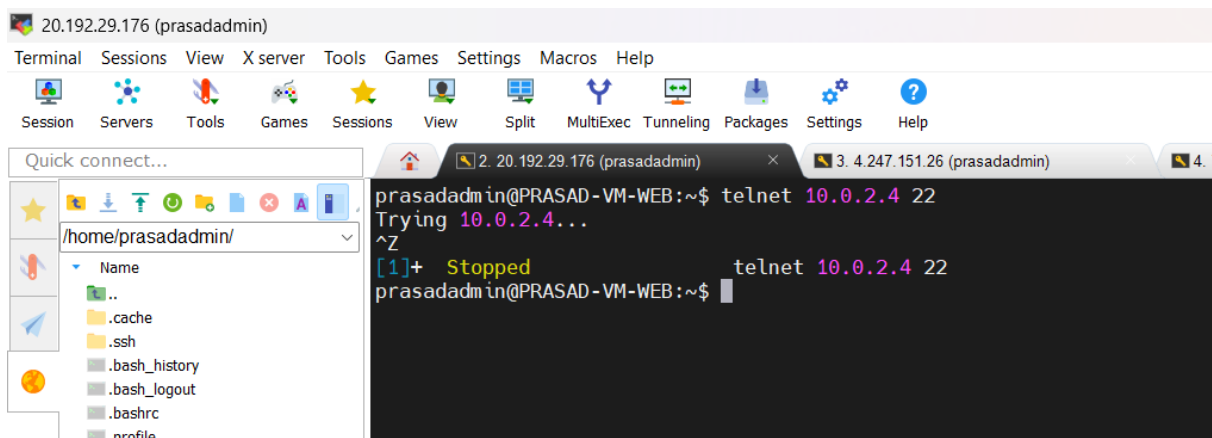 20.192.29.176 (prasadadmin)
Terminal Sessions View X server Tools Games Settings Macros Help
Session Servers Tools Games Sessions View Split MultiExec Tunneling Packages Settings Help
Quick connect...
2. 20.192.29.176 (prasadadmin) × 3. 4.247.151.26 (prasadadmin) × 4.
/home/prasadadmin/
Name
..
.cache
.ssh
.bash_history
.bash_logout
.bashrc
.profile
prasadadmin@PRASAD-VM-WEB:~$ telnet 10.0.2.4 22
Trying 10.0.2.4...
^Z
[1]+  Stopped                 telnet 10.0.2.4 22
prasadadmin@PRASAD-VM-WEB:~$